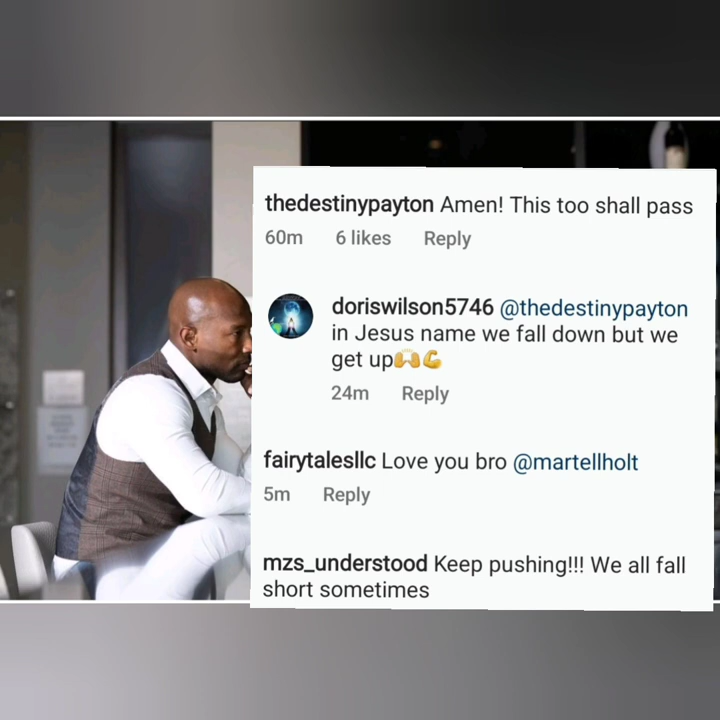 thedestinypayton Amen! This too shall pass
60m 6 likes Reply
doriswilson5746 @thedestinypayton
in Jesus name we fall down but we
get up🙌💪
24m Reply
fairytalesllc Love you bro @martellholt
5m Reply
mzs_understood Keep pushing!!! We all fall
short sometimes